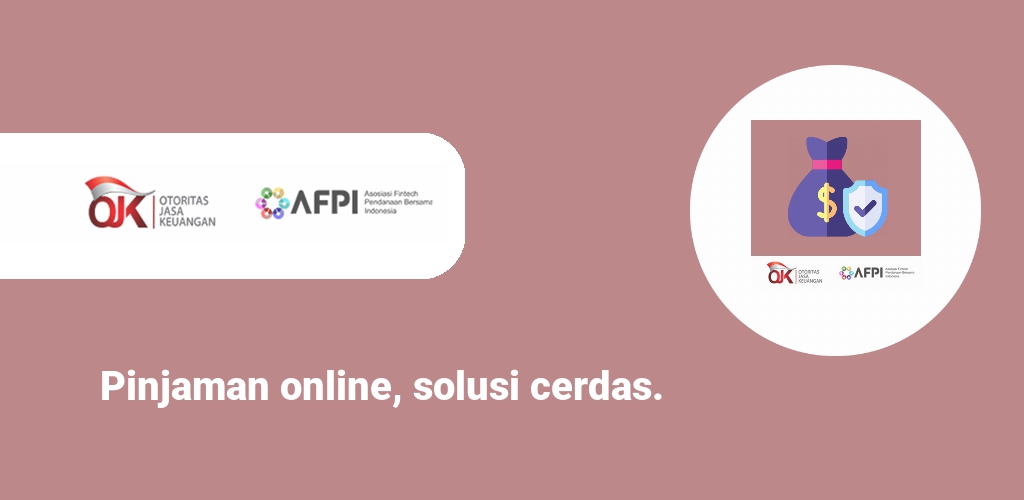 OJK
OTORITAS
JASA
KEUANGAN
AFPI
Asosiasi Fintech
Pendanaan Bersama
Indonesia
$
OJK
OTORITAS
JASA
KEUANGAN
AFPI
Asosiasi Fintech
Pendanaan Bersama
Indonesia
Pinjaman online, solusi cerdas.